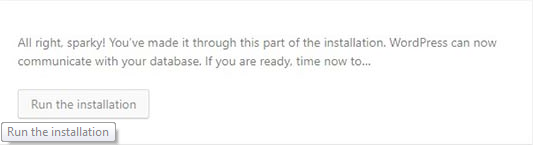 All right, sparky! You've made it through this part of the installation. WordPress can now
communicate with your database. If you are ready, time now to...
Run the installation
Run the installation